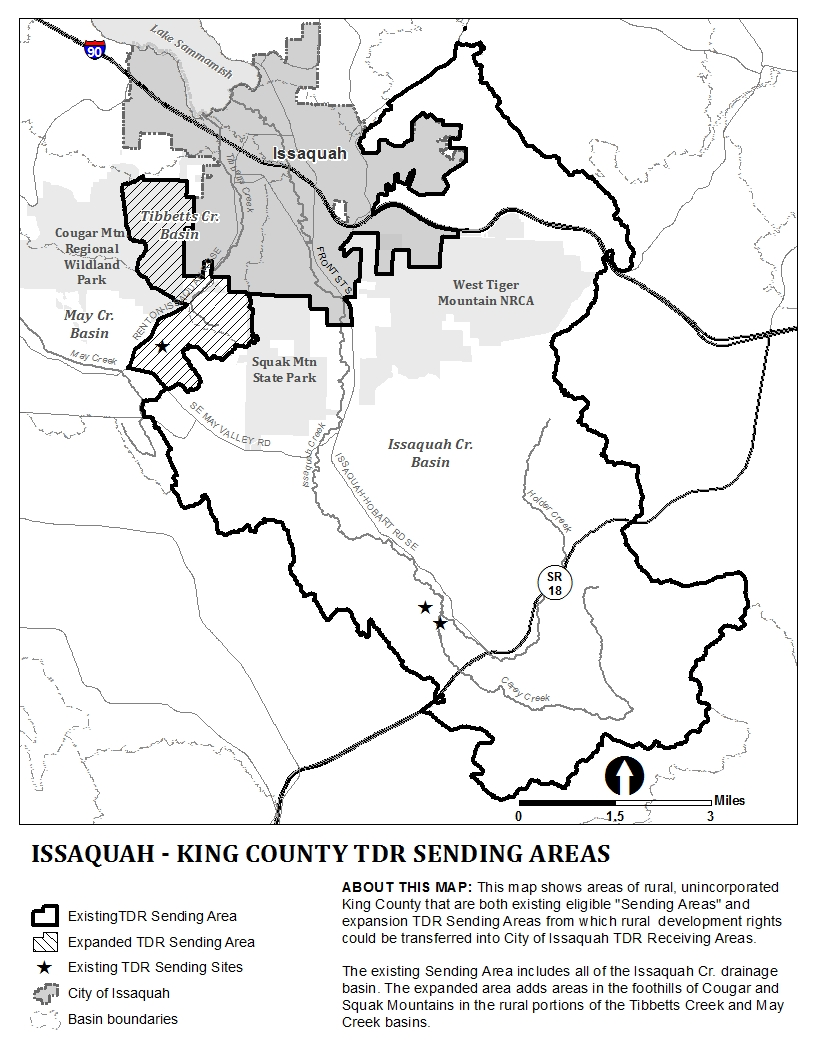 Lake Sammamish
90
Issaquah
Tibbetts Creek
Tibbetts Cr.
Basin
Cougar Mtn
Regional
Wildland
Park
FRONT ST S
West Tiger
Mountain NRCA
May Cr.
Basin
May Creek
Squak Mtn
State Park
SE MAY VALLEY RD
Issaquah Creek
Issaquah Cr.
Basin
ISSAQUAH-HOBART RD SE
Holder Creek
SR
18
Carey Creek
Miles
0 1.5 3
ISSAQUAH - KING COUNTY TDR SENDING AREAS
ExistingTDR Sending Area
Expanded TDR Sending Area
Existing TDR Sending Sites
City of Issaquah
Basin boundaries
ABOUT THIS MAP: This map shows areas of rural, unincorporated
King County that are both existing eligible "Sending Areas" and
expansion TDR Sending Areas from which rural development rights
could be transferred into City of Issaquah TDR Receiving Areas.
The existing Sending Area includes all of the Issaquah Cr. drainage
basin. The expanded area adds areas in the foothills of Cougar and
Squak Mountains in the rural portions of the Tibbetts Creek and May
Creek basins.